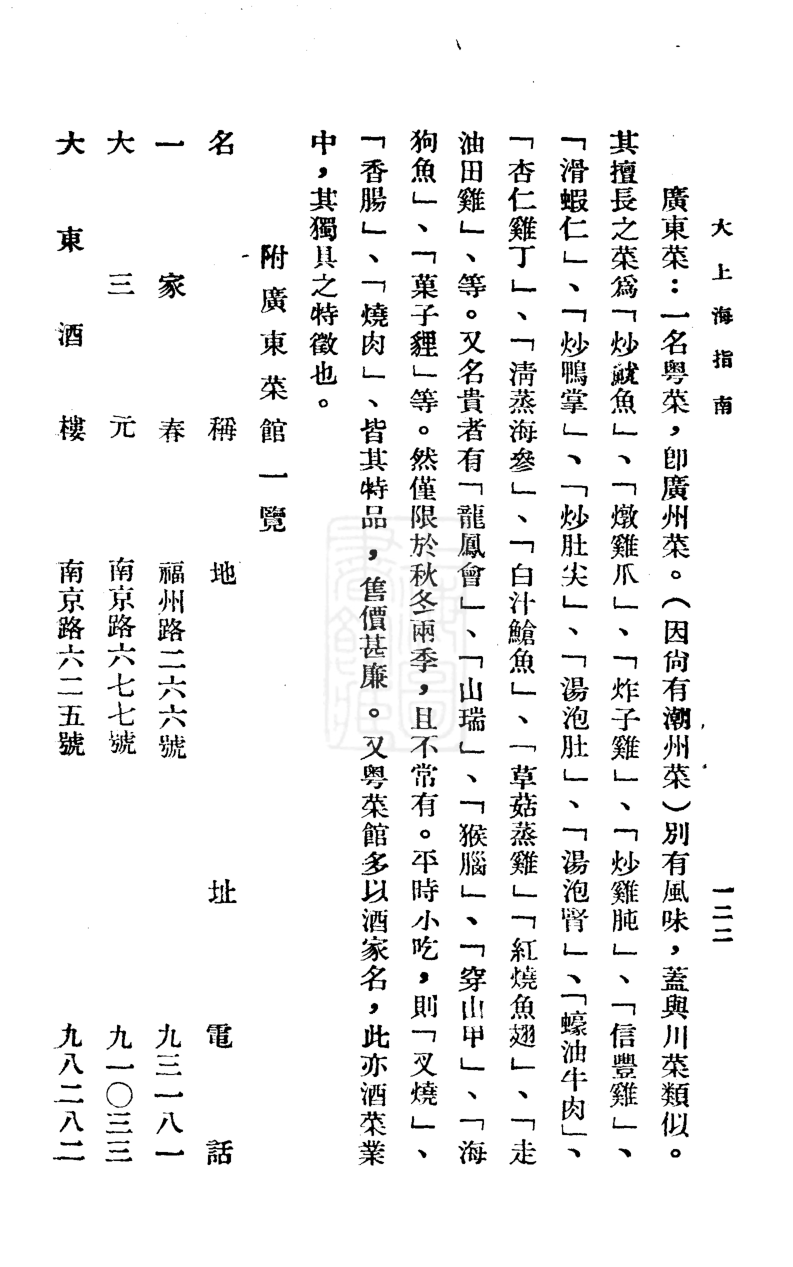 大上海指南
一二二
廣東菜：一名粤菜，卽廣州菜。（因尙有潮州菜）別有風味，蓋與川菜類似。
其擅長之菜爲「炒魷魚」、「燉雞爪」、「炸子雞」、「炒雞肫」、「信豐雞」、
「滑蝦仁」、「炒鴨掌」、「炒肚尖」、「湯泡肚」、「湯泡腎」、「蠔油牛肉」、
「杏仁雞丁」、「淸蒸海參」、「白汁鯧魚」、「草菇蒸雞」「紅燒魚翅」、「走
油田雞」、等。又名貴者有「龍鳳會」、「山瑞」、「猴腦」、「穿山甲」、「海
狗魚」、「菓子貍」等。然僅限於秋冬兩季，且不常有。平時小吃，則「叉燒」、
「香腸」、「燒肉」、皆其特品，售價甚廉。又粤菜館多以酒家名，此亦酒菜業
中，其獨具之特徵也。
附廣東菜館一覽
名稱 地址 電話
一家春 福州路二六六號 九三一八一
大三元 南京路六七七號 九一〇三三
大東酒樓 南京路六二五號 九八二八二